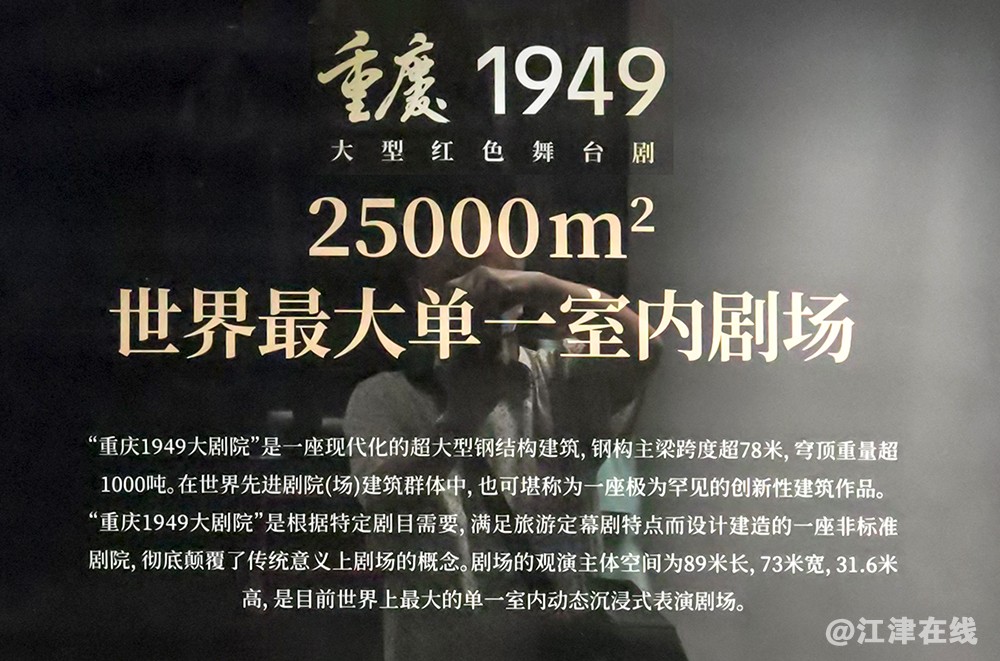 重慶 1949
大型红色舞台剧
25000m²
世界最大单一室内剧场
“重庆1949大剧院”是一座现代化的超大型钢结构建筑, 钢构主梁跨度超78米, 穹顶重量超
1000吨。在世界先进剧院(场)建筑群体中, 也可堪称为一座极为罕见的创新性建筑作品。
“重庆1949大剧院”是根据特定剧目需要, 满足旅游定幕剧特点而设计建造的一座非标准
剧院, 彻底颠覆了传统意义上剧场的概念。剧场的观演主体空间为89米长, 73米宽, 31.6米
高, 是目前世界上最大的单一室内动态沉浸式表演剧场。
@江津在线